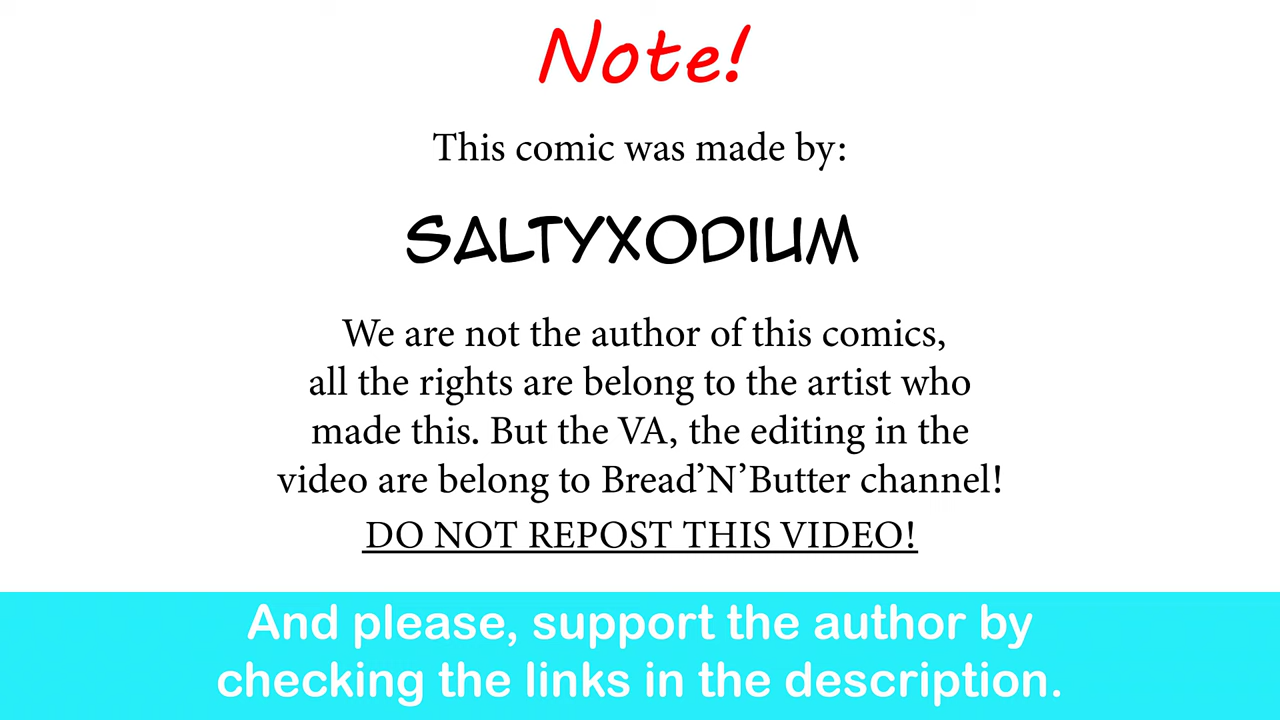 Note!
This comic was made by:
SALTYXODIUM
We are not the author of this comics,
all the rights are belong to the artist who
made this. But the VA, the editing in the
video are belong to Bread’N’Butter channel!
DO NOT REPOST THIS VIDEO!
And please, support the author by
checking the links in the description.